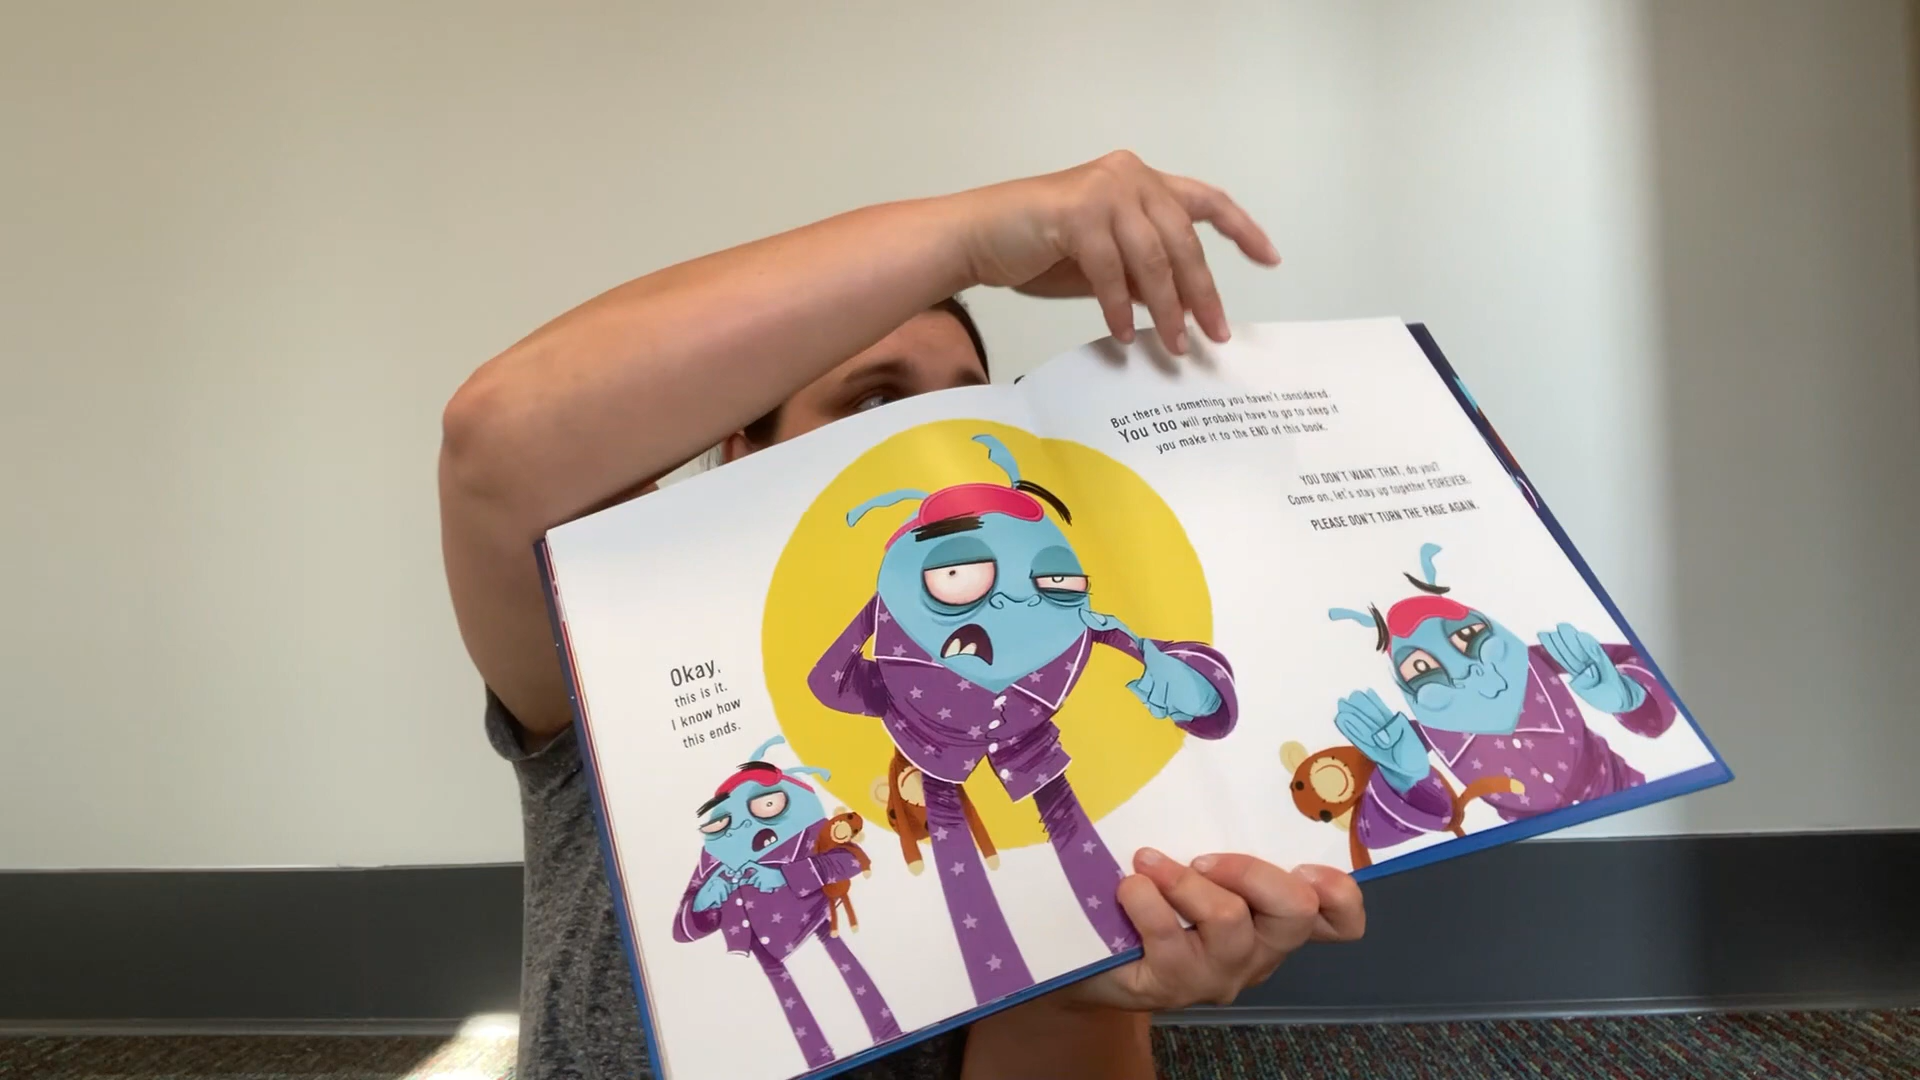 Okay,
this is it.
I know how
this ends.
But there is something you haven't considered.
You too will probably have to go to sleep if
you make it to the END of this book.
YOU DON'T WANT THAT, do you?
Come on, let's stay up together FOREVER.
PLEASE DON'T TURN THE PAGE AGAIN.